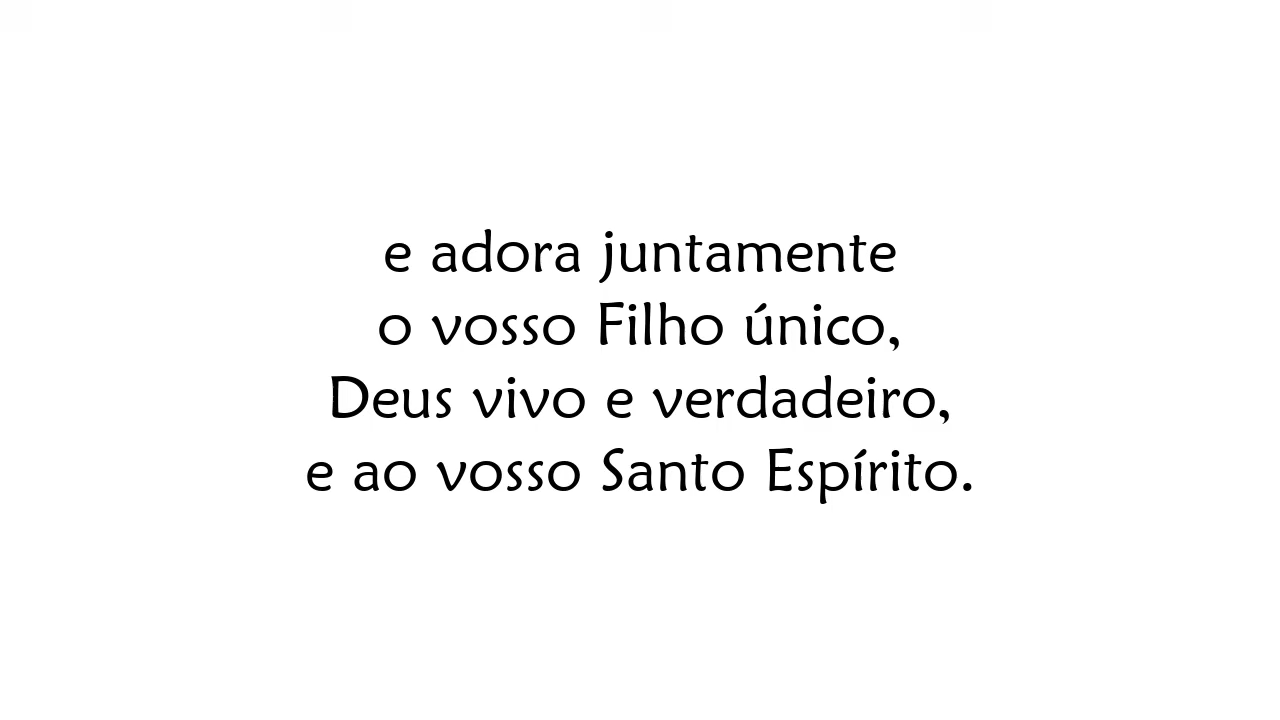 e adora juntamente
o vosso Filho único,
Deus vivo e verdadeiro,
e ao vosso Santo Espírito.